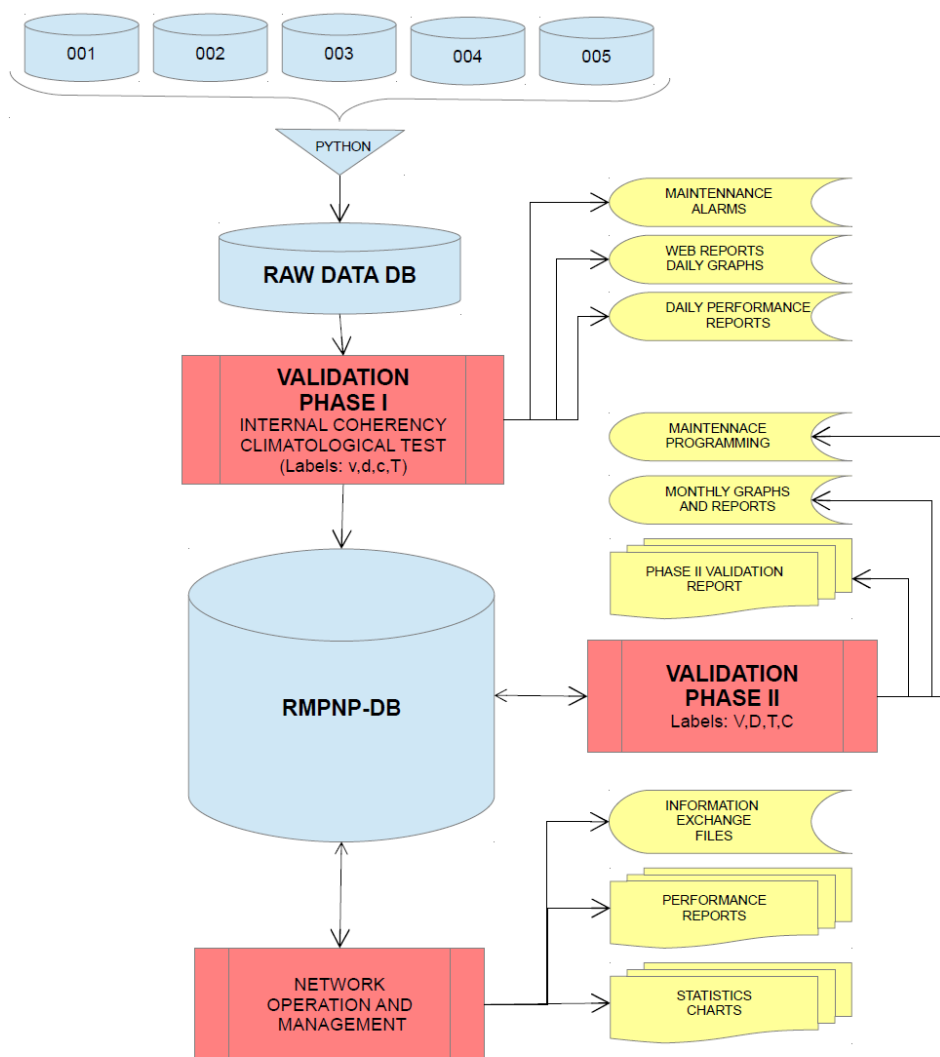 001
002
003
004
005
PYTHON
RAW DATA DB
VALIDATION
PHASE I
INTERNAL COHERENCY
CLIMATOLOGICAL TEST
(Labels: v,d,c,T)
MAINTENNANCE
ALARMS
WEB REPORTS
DAILY GRAPHS
DAILY PERFORMANCE
REPORTS
MAINTENNACE
PROGRAMMING
MONTHLY GRAPHS
AND REPORTS
PHASE II VALIDATION
REPORT
RMPNP-DB
VALIDATION
PHASE II
Labels: V,D,T,C
INFORMATION
EXCHANGE
FILES
PERFORMANCE
REPORTS
NETWORK
OPERATION AND
MANAGEMENT
STATISTICS
CHARTS